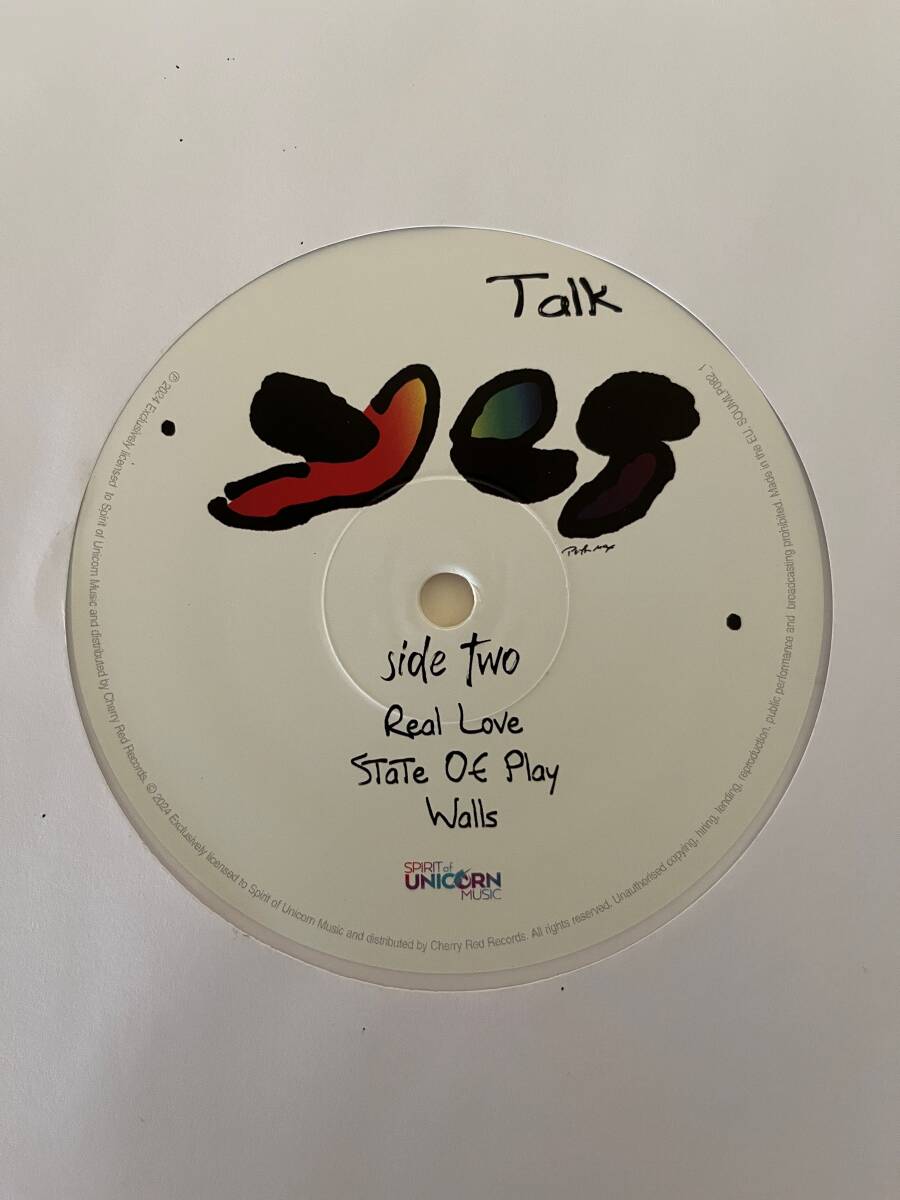 Talk
yes
Peter Max
side two
Real Love
State Of Play
Walls
SPIRIT of
UNICORN
MUSIC
℗ 2024 Exclusively licensed to Spirit of Unicorn Music and distributed by Cherry Red Records. © 2024 Exclusively licensed to Spirit of Unicorn Music and distributed by Cherry Red Records. All rights reserved. Unauthorised copying, hiring, lending, reproduction, public performance and broadcasting prohibited. Made in the EU. SOUMLP082_1